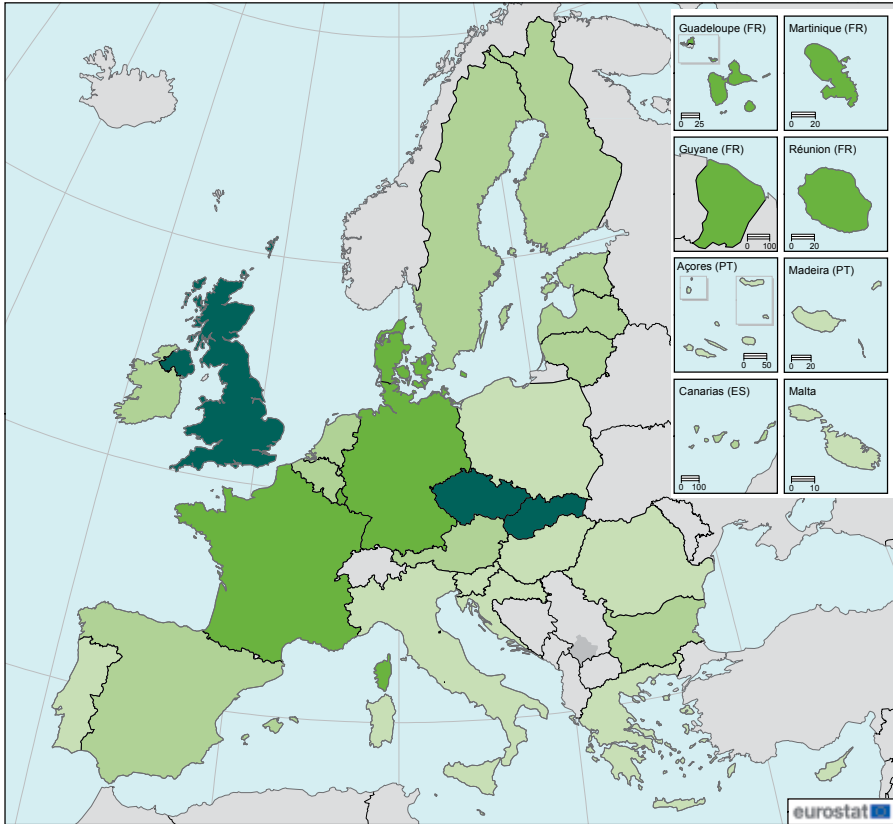 Guadeloupe (FR)
0 25
Martinique (FR)
0 20
Guyane (FR)
0 100
Réunion (FR)
0 20
Açores (PT)
0 50
Madeira (PT)
0 20
Canarias (ES)
0 100
Malta
0 10
eurostat